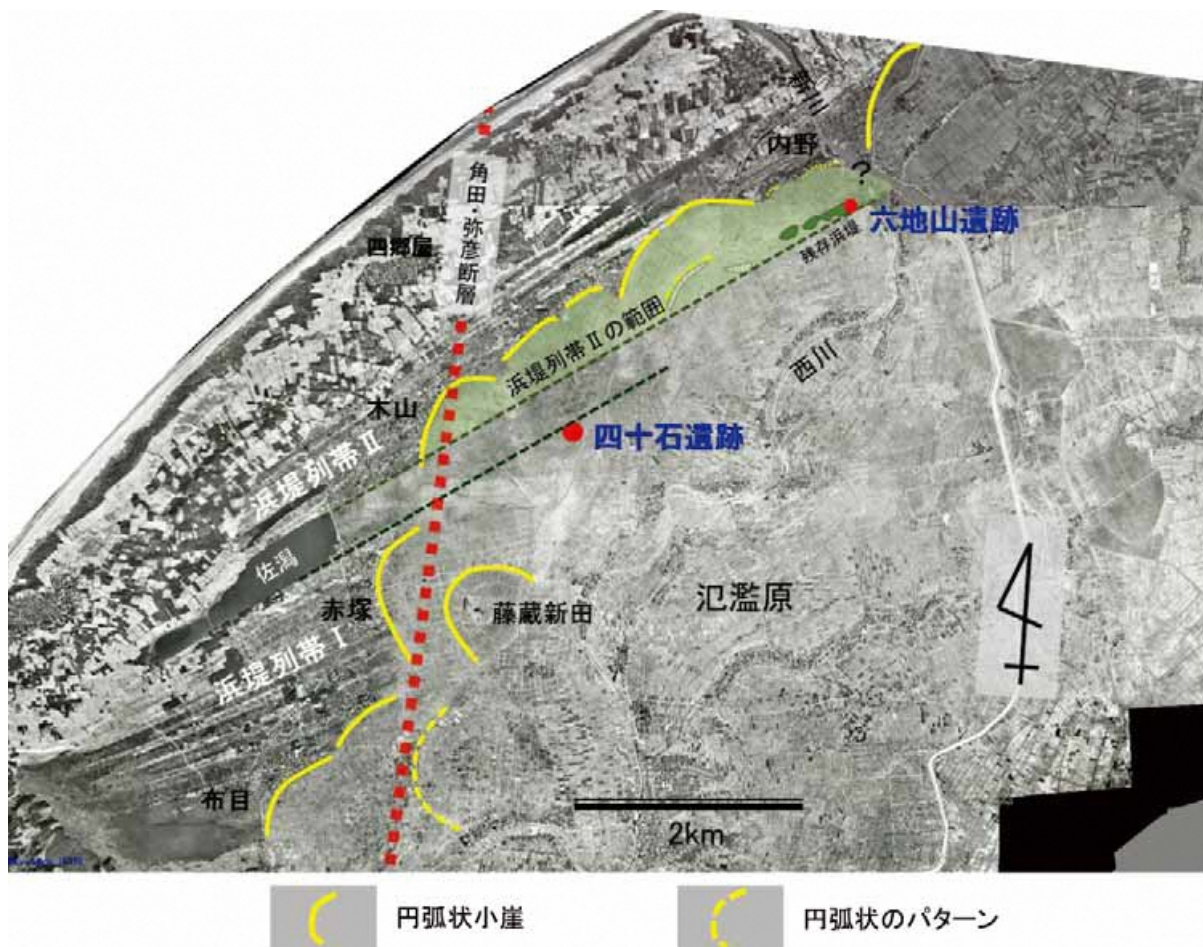 新川
内野
?
六地山遺跡
角田・弥彦断層
四郷屋
残存浜堤
浜堤列帯Ⅱの範囲
西川
木山
四十石遺跡
浜堤列帯Ⅱ
佐潟
赤塚
藤蔵新田
氾濫原
浜堤列帯Ⅰ
布目
2km
円弧状小崖
円弧状のパターン